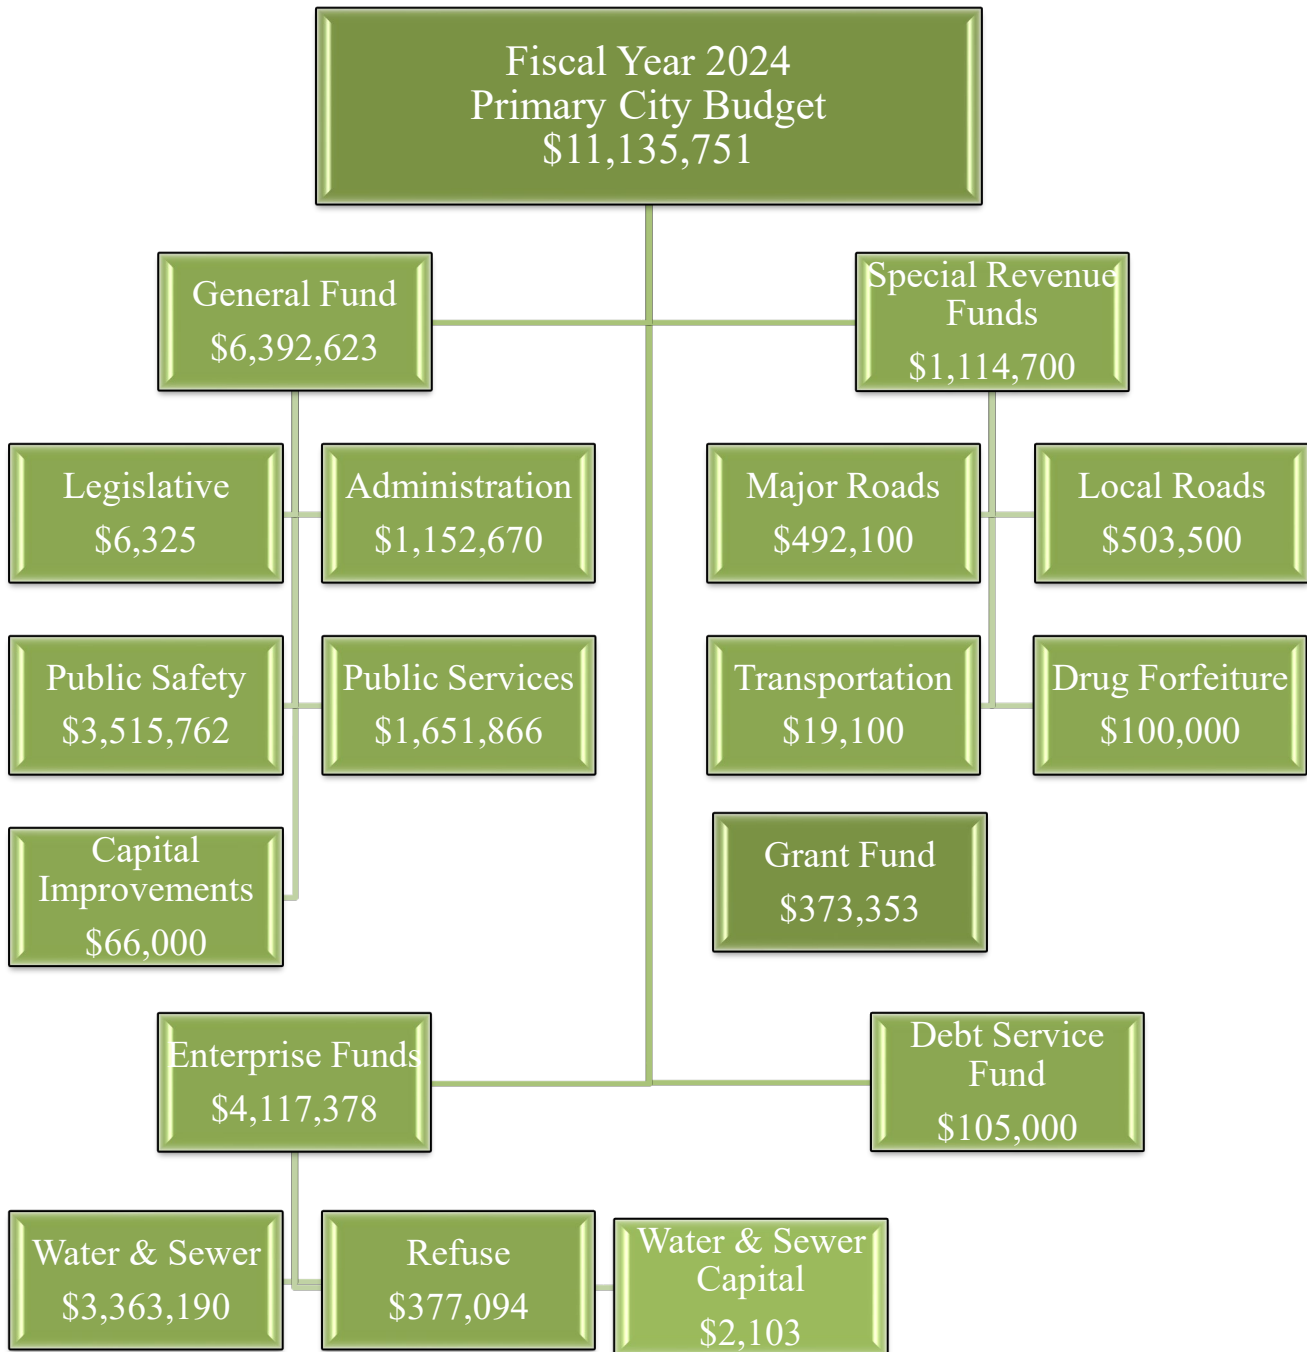 Fiscal Year 2024
Primary City Budget
$11,135,751
General Fund
$6,392,623
Special Revenue
Funds
$1,114,700
Legislative
$6,325
Administration
$1,152,670
Major Roads
$492,100
Local Roads
$503,500
Public Safety
$3,515,762
Public Services
$1,651,866
Transportation
$19,100
Drug Forfeiture
$100,000
Capital
Improvements
$66,000
Grant Fund
$373,353
Enterprise Funds
$4,117,378
Debt Service
Fund
$105,000
Water & Sewer
$3,363,190
Refuse
$377,094
Water & Sewer
Capital
$2,103